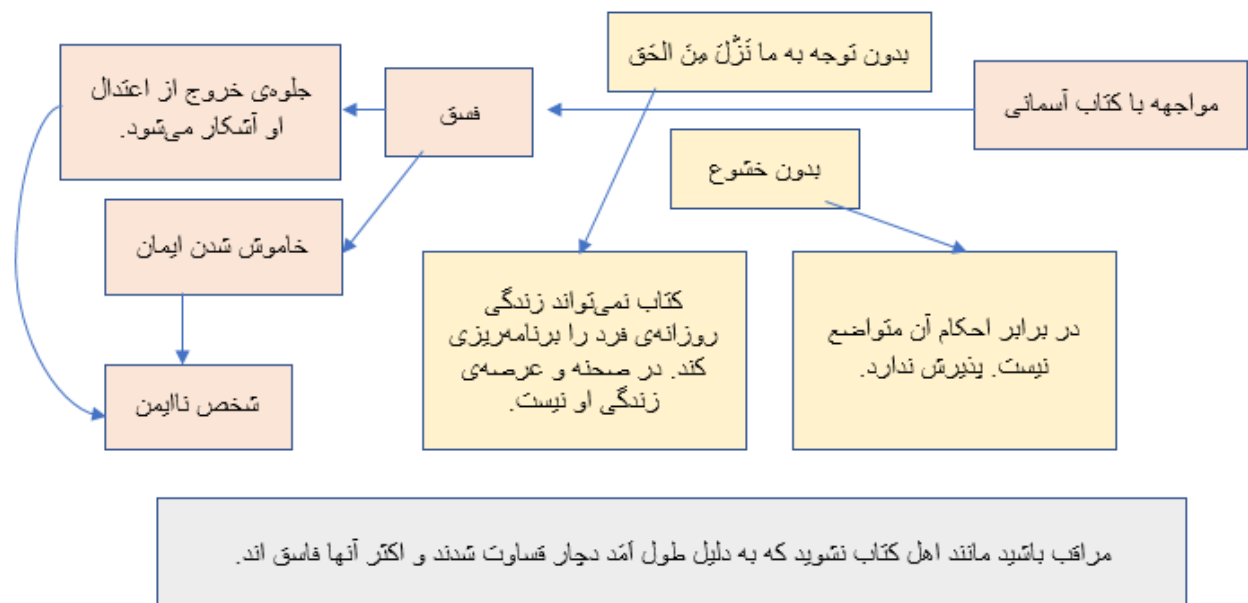 مواجهه با کتاب آسمانی
بدون توجه به ما نَزَّلَ مِنَ الحَق
بدون خشوع
فسق
جلوه‌ی خروج از اعتدال
او آشکار می‌شود.
خاموش شدن ایمان
شخص ناایمن
در برابر احکام آن متواضع
نیست. پذیرش ندارد.
کتاب نمی‌تواند زندگی
روزانه‌ی فرد را برنامه‌ریزی
کند. در صحنه و عرصه‌ی
زندگی او نیست.
مراقب باشید مانند اهل کتاب نشوید که به دلیل طول أمَد دچار قساوت شدند و اکثر آنها فاسق اند.